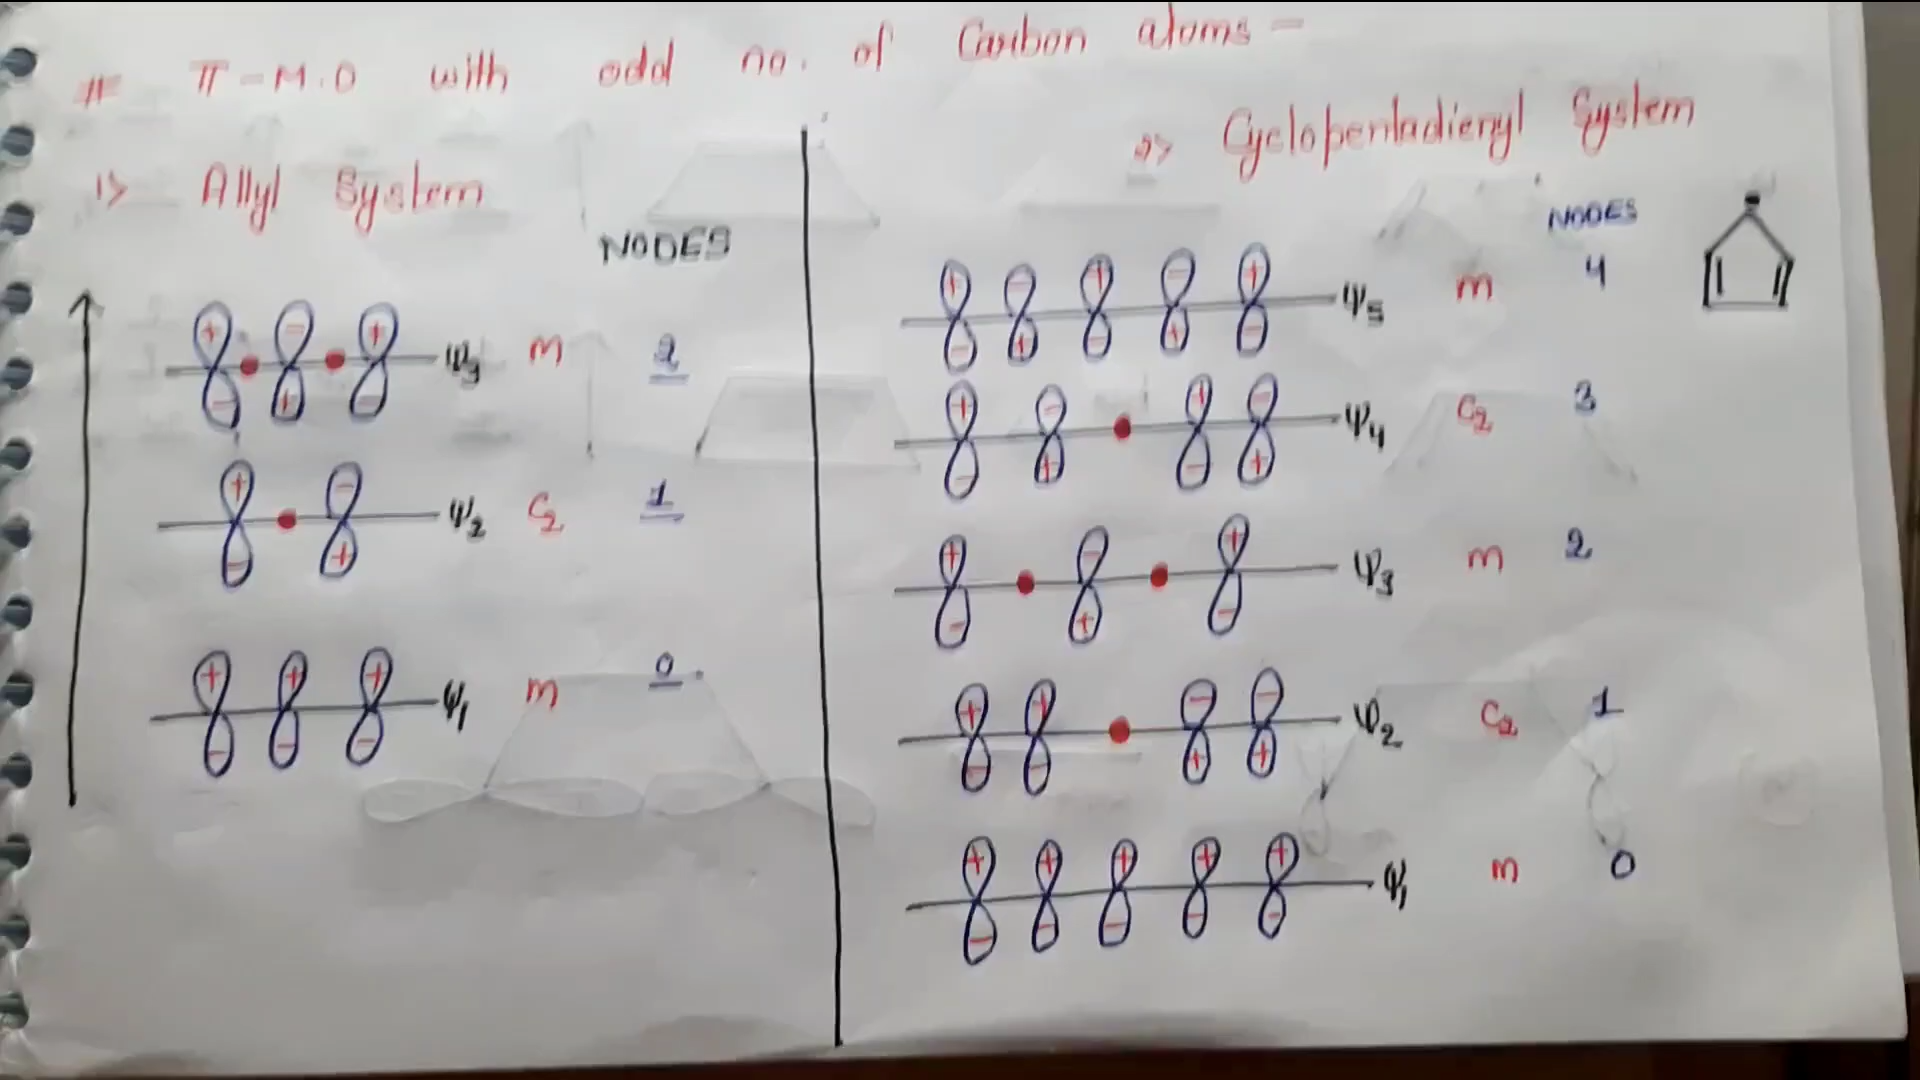 # π-M.O with odd no. of Carbon atoms -
1> Allyl System
NODES
+ - + ψ3 m 2
- + -
+ - ψ2 C2 1
- +
+ + + ψ1 m 0
- - -
2> Cyclopentadienyl System
NODES
+ - + - + ψ5 m 4
- + - + -
+ - + - ψ4 C2 3
- + - +
+ - + ψ3 m 2
- + -
+ + - - ψ2 C2 1
- - + +
+ + + + + ψ1 m 0
- - - - -